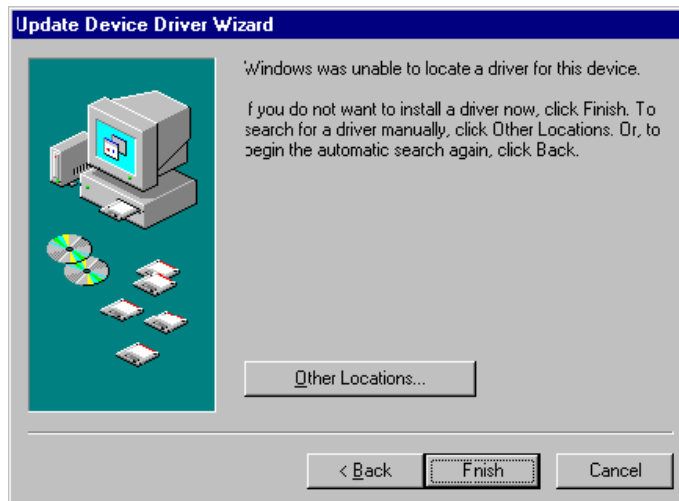 Update Device Driver Wizard
Windows was unable to locate a driver for this device.
If you do not want to install a driver now, click Finish. To
search for a driver manually, click Other Locations. Or, to
begin the automatic search again, click Back.
Other Locations...
< Back
Finish
Cancel